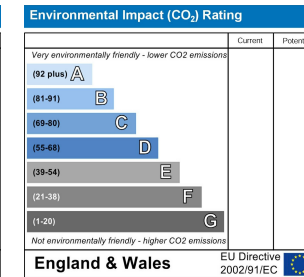 Environmental Impact (CO₂) Rating
Current Potent
Very environmentally friendly - lower CO2 emissions
(92 plus) A
(81-91) B
(69-80) C
(55-68) D
(39-54) E
(21-38) F
(1-20) G
Not environmentally friendly - higher CO2 emissions
England & Wales
EU Directive
2002/91/EC